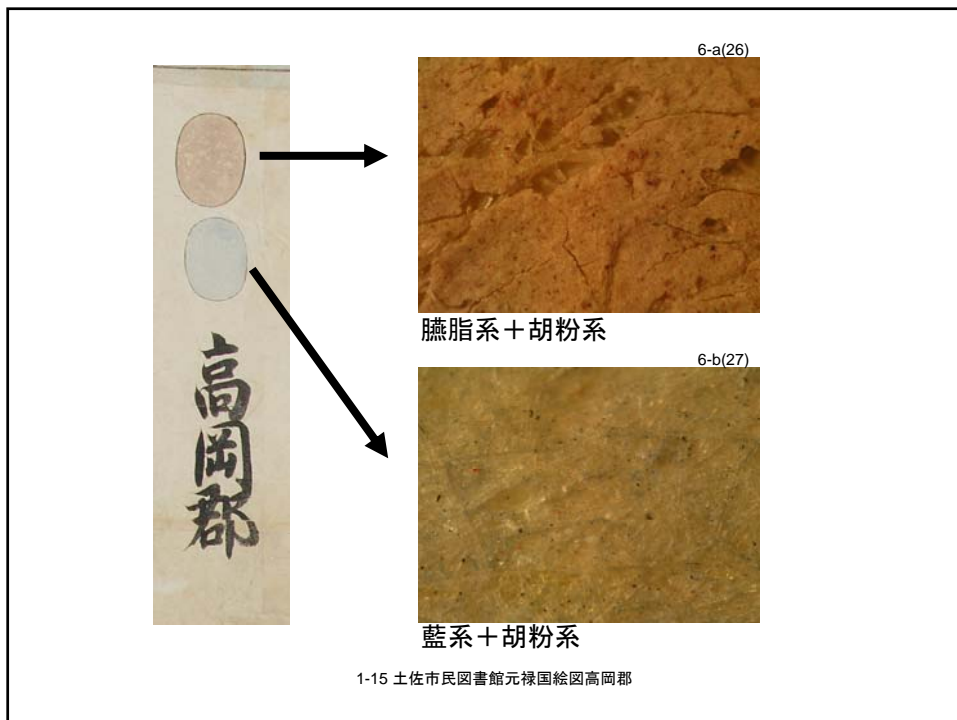 6-a(26)
臙脂系＋胡粉系
6-b(27)
高岡郡
藍系＋胡粉系
1-15 土佐市民図書館元禄国絵図高岡郡